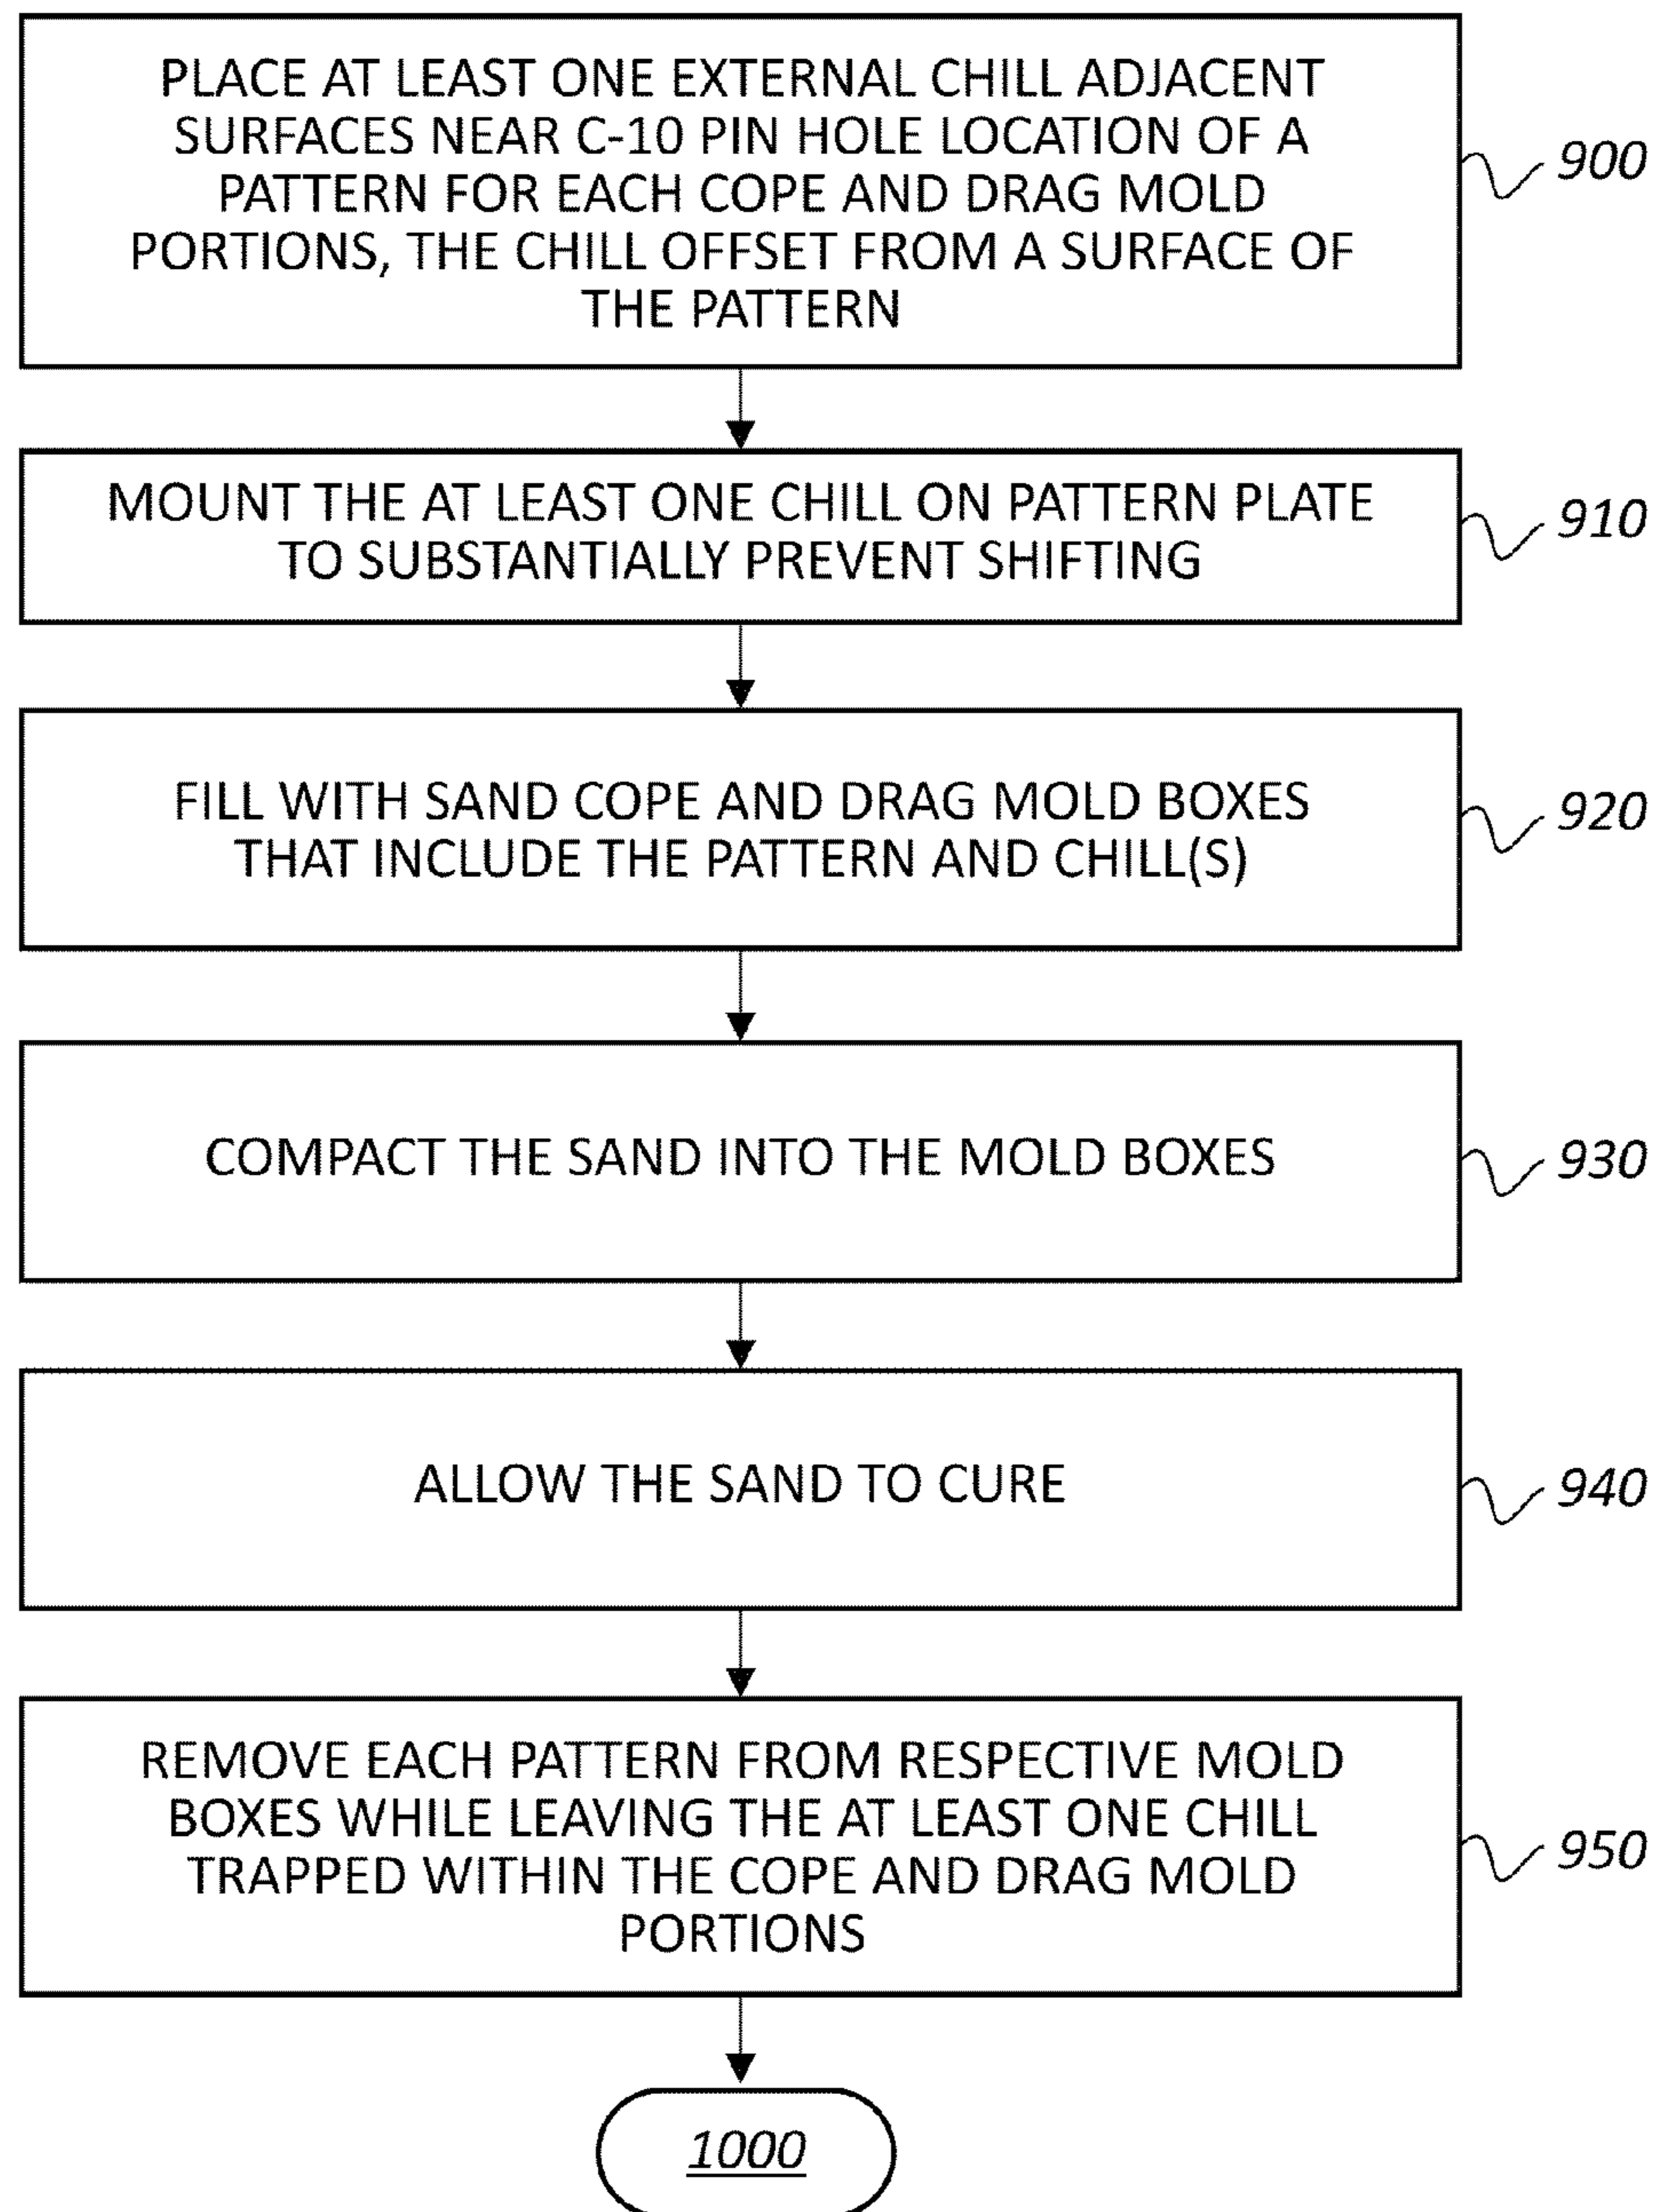 PLACE AT LEAST ONE EXTERNAL CHILL ADJACENT
SURFACES NEAR C-10 PIN HOLE LOCATION OF A
PATTERN FOR EACH COPE AND DRAG MOLD
PORTIONS, THE CHILL OFFSET FROM A SURFACE OF
THE PATTERN
900
MOUNT THE AT LEAST ONE CHILL ON PATTERN PLATE
TO SUBSTANTIALLY PREVENT SHIFTING
910
FILL WITH SAND COPE AND DRAG MOLD BOXES
THAT INCLUDE THE PATTERN AND CHILL(S)
920
COMPACT THE SAND INTO THE MOLD BOXES
930
ALLOW THE SAND TO CURE
940
REMOVE EACH PATTERN FROM RESPECTIVE MOLD
BOXES WHILE LEAVING THE AT LEAST ONE CHILL
TRAPPED WITHIN THE COPE AND DRAG MOLD
PORTIONS
950
1000